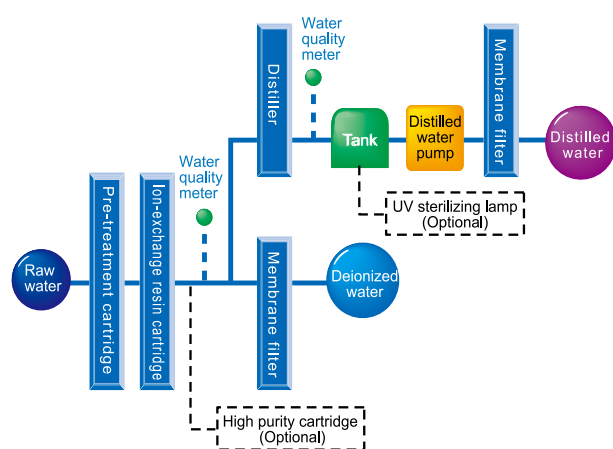 Water
quality
meter
Distiller
Tank
Distilled
water
pump
Membrane filter
Distilled
water
UV sterilizing lamp
(Optional)
Water
quality
meter
Raw
water
Pre-treatment cartridge
Ion-exchange resin cartridge
Membrane filter
Deionized
water
High purity cartridge
(Optional)